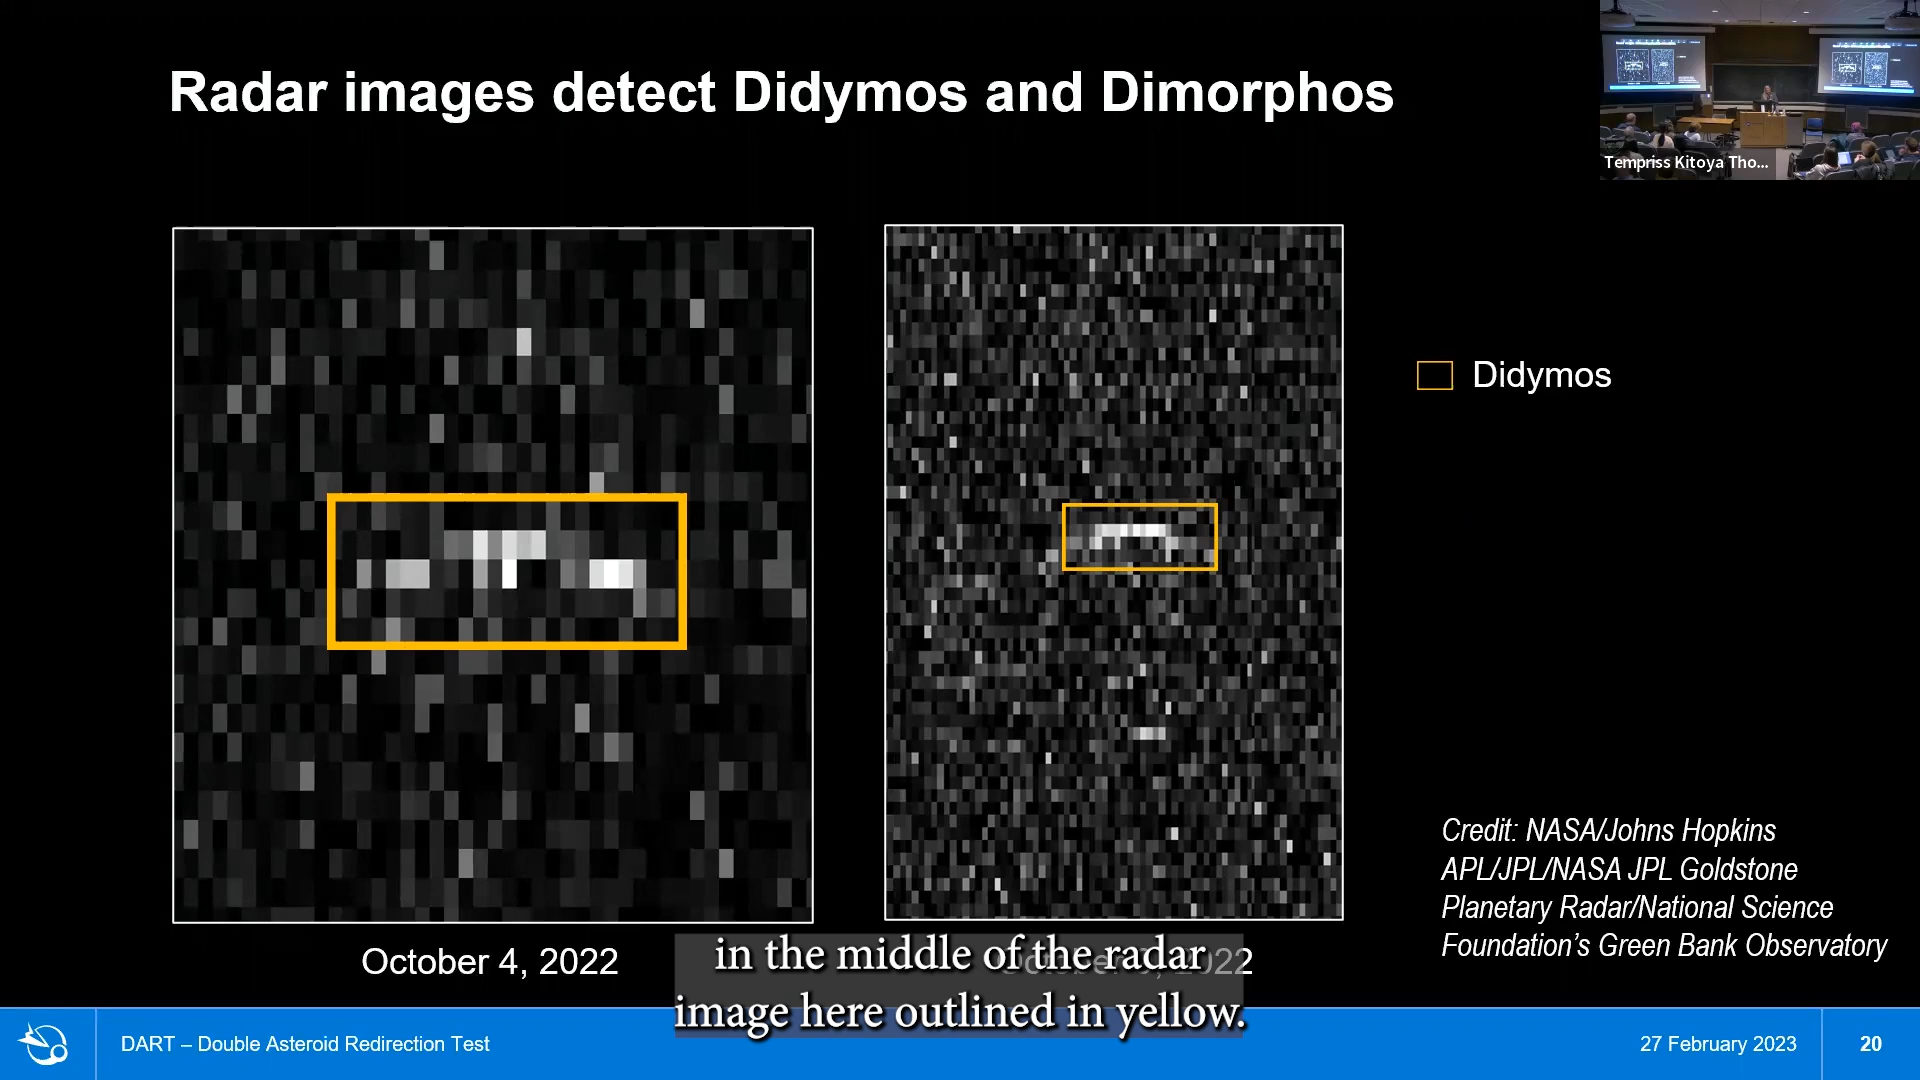 Radar images detect Didymos and Dimorphos
Tempriss Kitoya Tho...
Didymos
Credit: NASA/Johns Hopkins
APL/JPL/NASA JPL Goldstone
Planetary Radar/National Science
Foundation's Green Bank Observatory
October 4, 2022
in the middle of the radar
image here outlined in yellow.
DART – Double Asteroid Redirection Test
27 February 2023
20